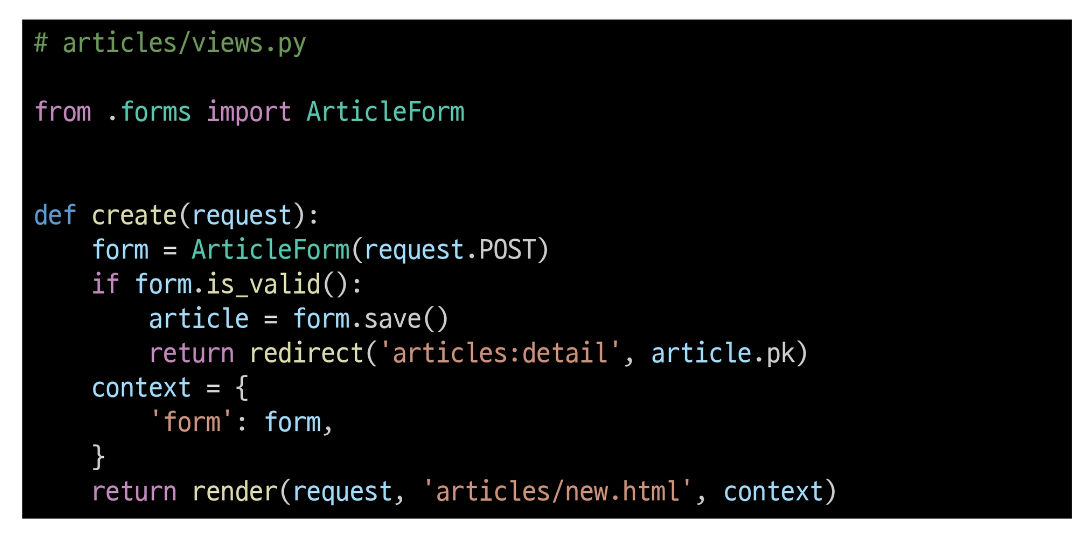 # articles/views.py
from .forms import ArticleForm
def create(request):
    form = ArticleForm(request.POST)
    if form.is_valid():
        article = form.save()
        return redirect('articles:detail', article.pk)
    context = {
        'form': form,
    }
    return render(request, 'articles/new.html', context)